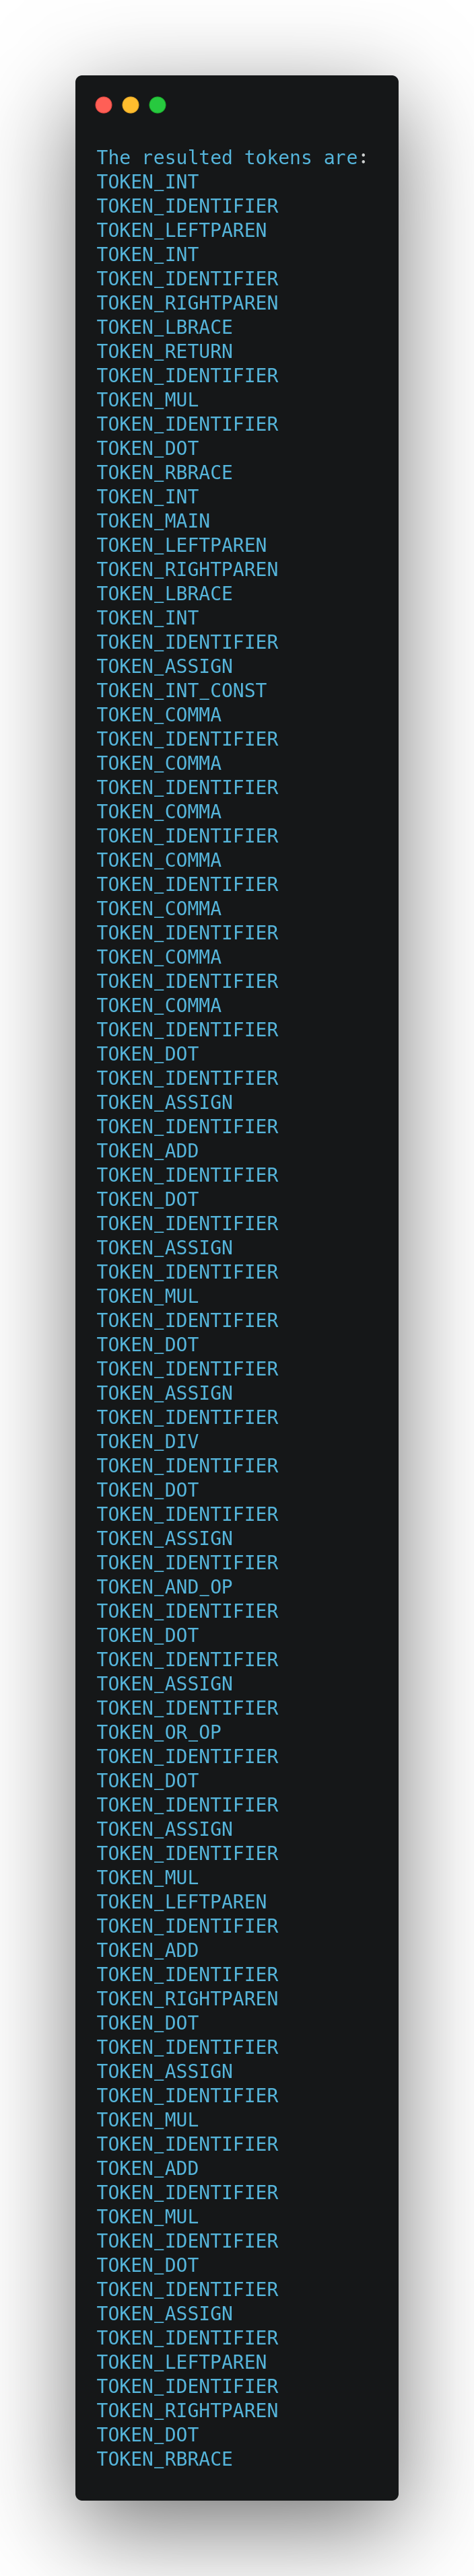 The resulted tokens are:
TOKEN_INT
TOKEN_IDENTIFIER
TOKEN_LEFTPAREN
TOKEN_INT
TOKEN_IDENTIFIER
TOKEN_RIGHTPAREN
TOKEN_LBRACE
TOKEN_RETURN
TOKEN_IDENTIFIER
TOKEN_MUL
TOKEN_IDENTIFIER
TOKEN_DOT
TOKEN_RBRACE
TOKEN_INT
TOKEN_MAIN
TOKEN_LEFTPAREN
TOKEN_RIGHTPAREN
TOKEN_LBRACE
TOKEN_INT
TOKEN_IDENTIFIER
TOKEN_ASSIGN
TOKEN_INT_CONST
TOKEN_COMMA
TOKEN_IDENTIFIER
TOKEN_COMMA
TOKEN_IDENTIFIER
TOKEN_COMMA
TOKEN_IDENTIFIER
TOKEN_COMMA
TOKEN_IDENTIFIER
TOKEN_COMMA
TOKEN_IDENTIFIER
TOKEN_COMMA
TOKEN_IDENTIFIER
TOKEN_COMMA
TOKEN_IDENTIFIER
TOKEN_DOT
TOKEN_IDENTIFIER
TOKEN_ASSIGN
TOKEN_IDENTIFIER
TOKEN_ADD
TOKEN_IDENTIFIER
TOKEN_DOT
TOKEN_IDENTIFIER
TOKEN_ASSIGN
TOKEN_IDENTIFIER
TOKEN_MUL
TOKEN_IDENTIFIER
TOKEN_DOT
TOKEN_IDENTIFIER
TOKEN_ASSIGN
TOKEN_IDENTIFIER
TOKEN_DIV
TOKEN_IDENTIFIER
TOKEN_DOT
TOKEN_IDENTIFIER
TOKEN_ASSIGN
TOKEN_IDENTIFIER
TOKEN_AND_OP
TOKEN_IDENTIFIER
TOKEN_DOT
TOKEN_IDENTIFIER
TOKEN_ASSIGN
TOKEN_IDENTIFIER
TOKEN_OR_OP
TOKEN_IDENTIFIER
TOKEN_DOT
TOKEN_IDENTIFIER
TOKEN_ASSIGN
TOKEN_IDENTIFIER
TOKEN_MUL
TOKEN_LEFTPAREN
TOKEN_IDENTIFIER
TOKEN_ADD
TOKEN_IDENTIFIER
TOKEN_RIGHTPAREN
TOKEN_DOT
TOKEN_IDENTIFIER
TOKEN_ASSIGN
TOKEN_IDENTIFIER
TOKEN_MUL
TOKEN_IDENTIFIER
TOKEN_ADD
TOKEN_IDENTIFIER
TOKEN_MUL
TOKEN_IDENTIFIER
TOKEN_DOT
TOKEN_IDENTIFIER
TOKEN_ASSIGN
TOKEN_IDENTIFIER
TOKEN_LEFTPAREN
TOKEN_IDENTIFIER
TOKEN_RIGHTPAREN
TOKEN_DOT
TOKEN_RBRACE